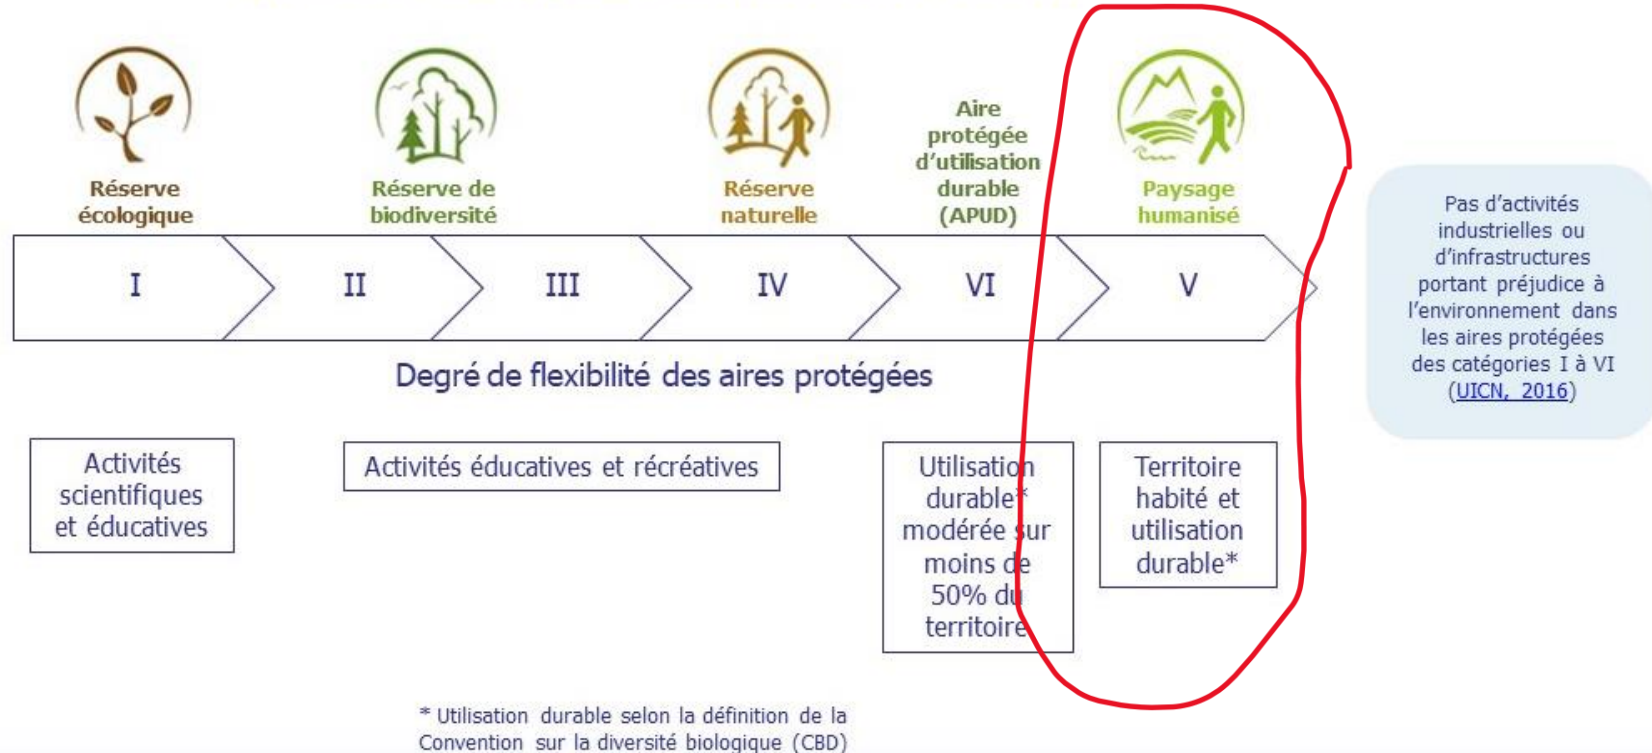 Réserve
écologique
Réserve de
biodiversité
Réserve
naturelle
Aire
protégée
d'utilisation
durable
(APUD)
Paysage
humanisé
I
II
III
IV
VI
V
Degré de flexibilité des aires protégées
Activités
scientifiques
et éducatives
Activités éducatives et récréatives
Utilisation
durable*
modérée sur
moins de
50% du
territoire
Territoire
habité et
utilisation
durable*
Pas d'activités
industrielles ou
d'infrastructures
portant préjudice à
l'environnement dans
les aires protégées
des catégories I à VI
(UICN, 2016)
* Utilisation durable selon la définition de la
Convention sur la diversité biologique (CBD)